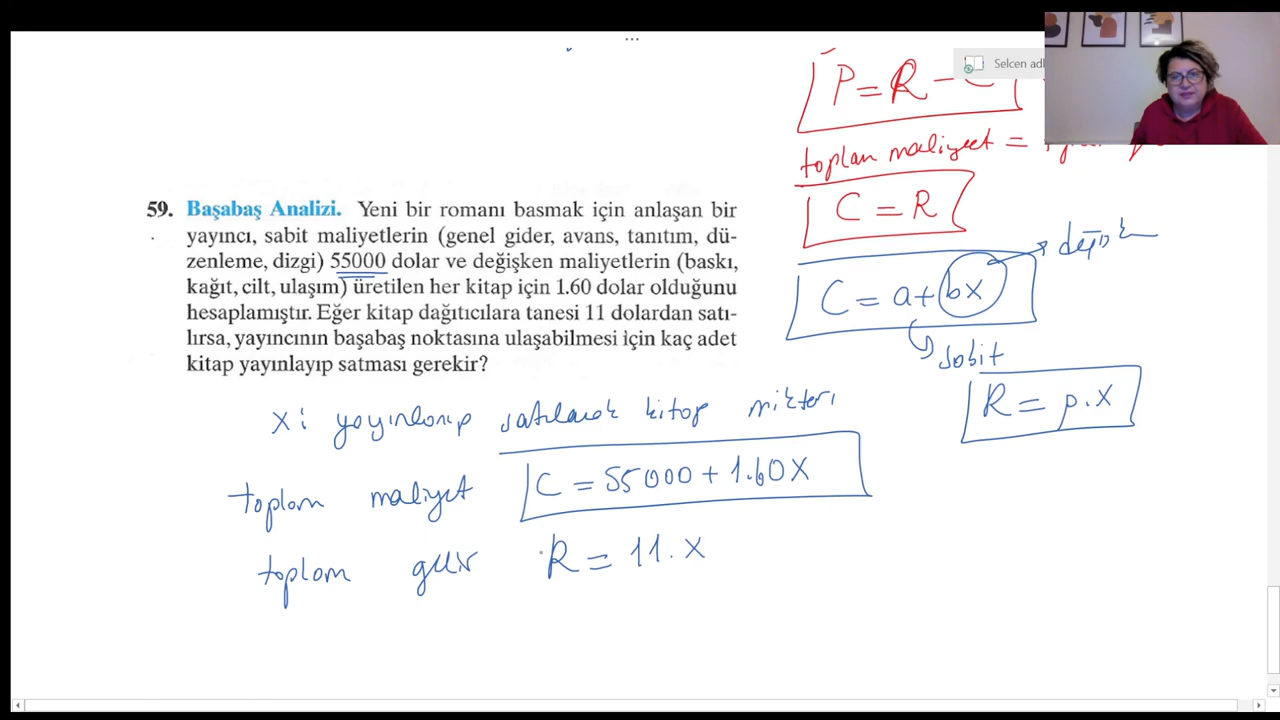 ...
Selcen
P = R - C
toplan maliyet =
C = R
59. Başabaş Analizi. Yeni bir romanı basmak için anlaşan bir
yayıncı, sabit maliyetlerin (genel gider, avans, tanıtım, dü-
zenleme, dizgi) 55000 dolar ve değişken maliyetlerin (baskı,
kağıt, cilt, ulaşım) üretilen her kitap için 1.60 dolar olduğunu
hesaplamıştır. Eğer kitap dağıtıcılara tanesi 11 dolardan satı-
lırsa, yayıncının başabaş noktasına ulaşabilmesi için kaç adet
kitap yayınlayıp satması gerekir?
değişken
C = a + bx
sabit
R = p.x
x: yayınlanıp satılacak kitap miktarı
toplam maliyet C = 55000 + 1.60x
toplam gelir R = 11.x